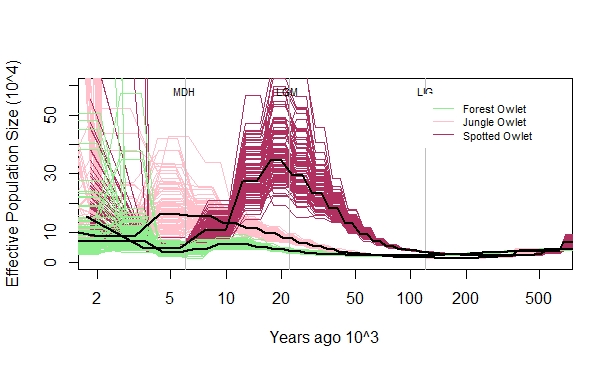 MDH LGM LIG
Forest Owlet
Jungle Owlet
Spotted Owlet
Effective Population Size (10^4)
50
30
10
0
2 5 10 20 50 100 200 500
Years ago 10^3